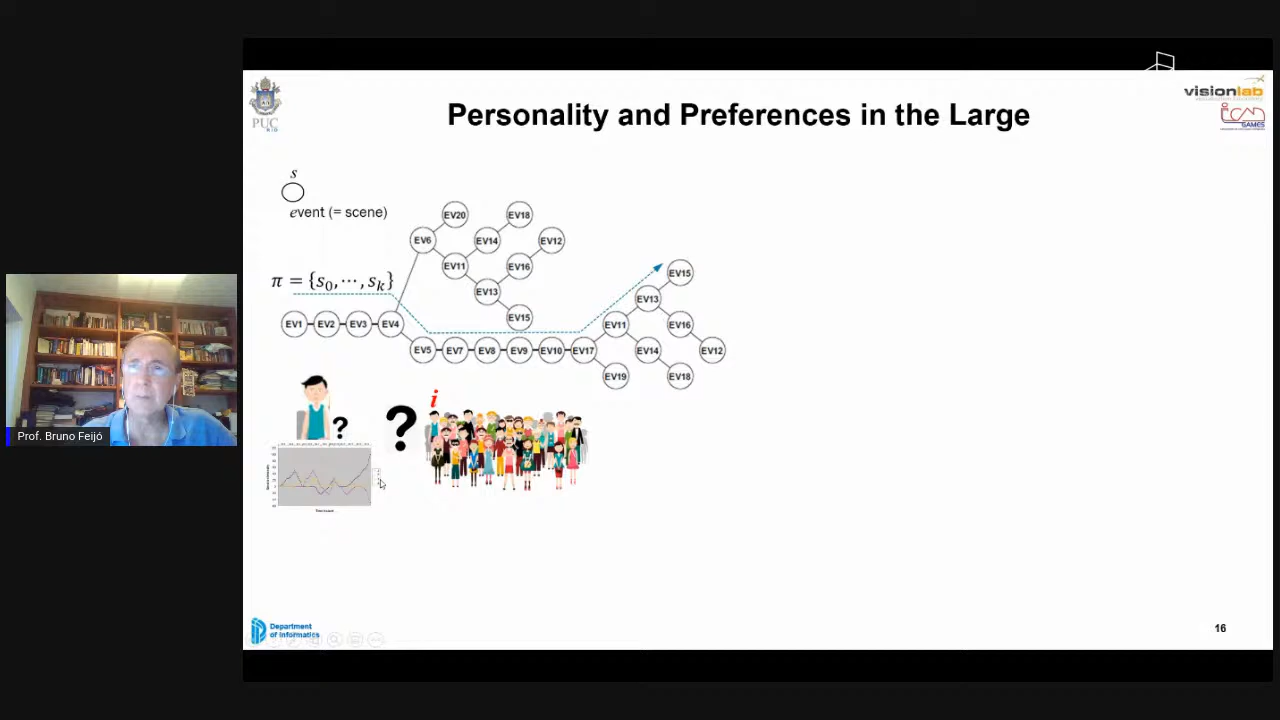 Personality and Preferences in the Large
PUC
RIO
visionlab
GAMES
s
event (= scene)
π = {s₀,⋯, sₖ}
EV20
EV18
EV6
EV14
EV12
EV11
EV16
EV13
EV15
EV15
EV13
EV1
EV2
EV3
EV4
EV11
EV16
EV5
EV7
EV8
EV9
EV10
EV17
EV14
EV12
EV19
EV18
i
?
?
Prof. Bruno Feijó
Department
of Informatics
16